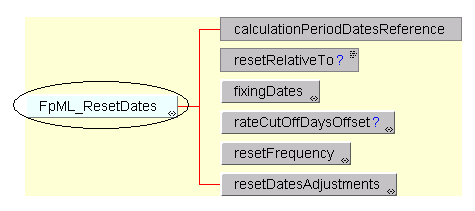 calculationPeriodDatesReference
resetRelativeTo ?
fixingDates
FpML_ResetDates
rateCutOffDaysOffset ?
resetFrequency
resetDatesAdjustments